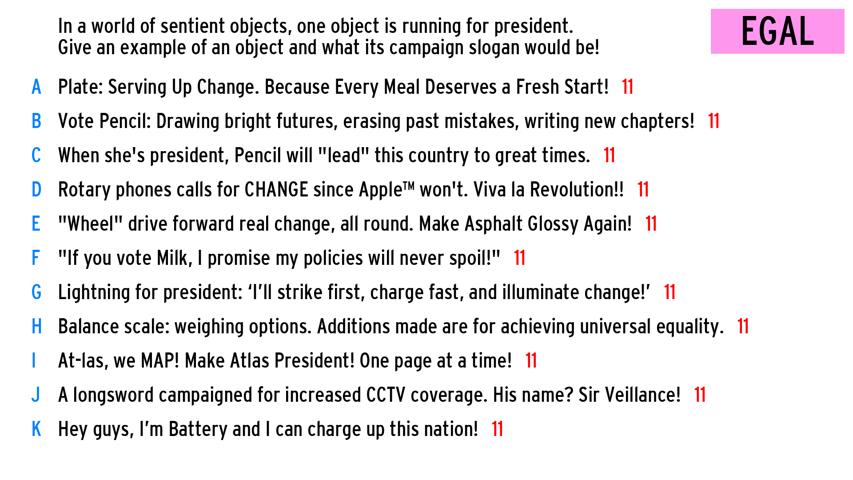 In a world of sentient objects, one object is running for president.
Give an example of an object and what its campaign slogan would be!
EGAL
A Plate: Serving Up Change. Because Every Meal Deserves a Fresh Start! 11
B Vote Pencil: Drawing bright futures, erasing past mistakes, writing new chapters! 11
C When she's president, Pencil will "lead" this country to great times. 11
D Rotary phones calls for CHANGE since Apple™ won't. Viva la Revolution!! 11
E "Wheel" drive forward real change, all round. Make Asphalt Glossy Again! 11
F "If you vote Milk, I promise my policies will never spoil!" 11
G Lightning for president: ‘I’ll strike first, charge fast, and illuminate change!’ 11
H Balance scale: weighing options. Additions made are for achieving universal equality. 11
I At-las, we MAP! Make Atlas President! One page at a time! 11
J A longsword campaigned for increased CCTV coverage. His name? Sir Veillance! 11
K Hey guys, I’m Battery and I can charge up this nation! 11